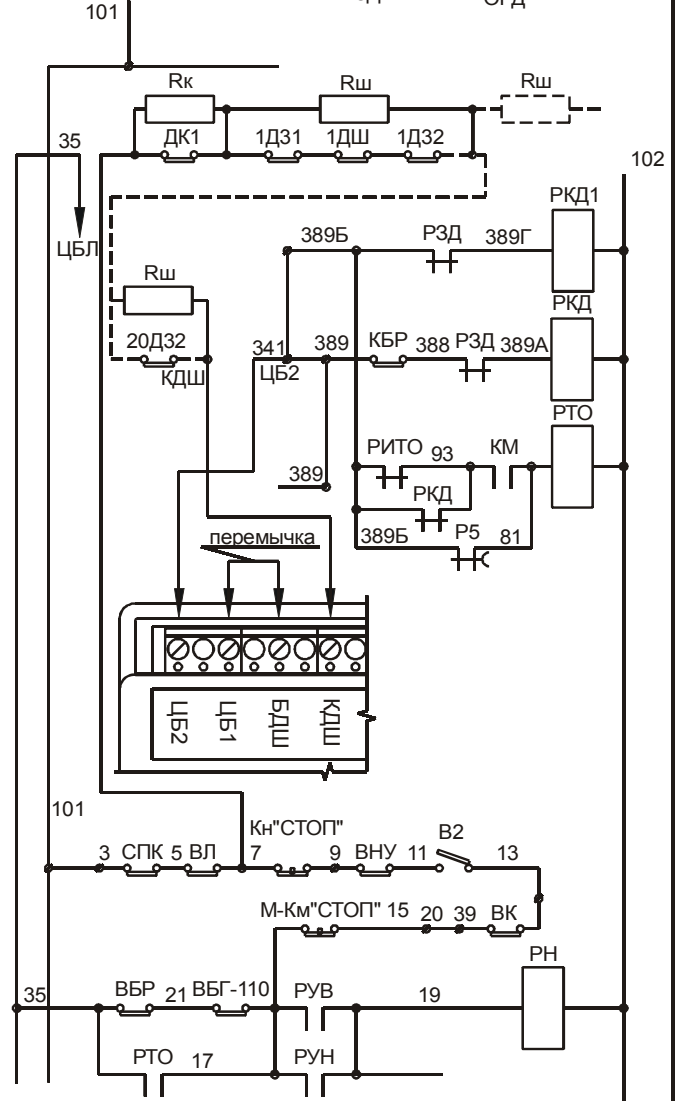 101
ОРД
Rк
Rш
Rш
35
ДК1
1ДЗ1
1ДШ
1ДЗ2
102
ЦБЛ
389Б
РЗД
389Г
РКД1
Rш
РКД
20ДЗ2
КДШ
341
ЦБ2
389
КБР
388
РЗД
389А
РТО
389
РИТО
93
КМ
РКД
389Б
Р5
81
перемычка
ЦБ2
ЦБ1
БДШ
КДШ
101
Кн"СТОП"
3
СПК
5
ВЛ
7
9
ВНУ
11
В2
13
М-Км"СТОП"
15
20
39
ВК
РН
35
ВБР
21
ВБГ-110
РУВ
19
РТО
17
РУН